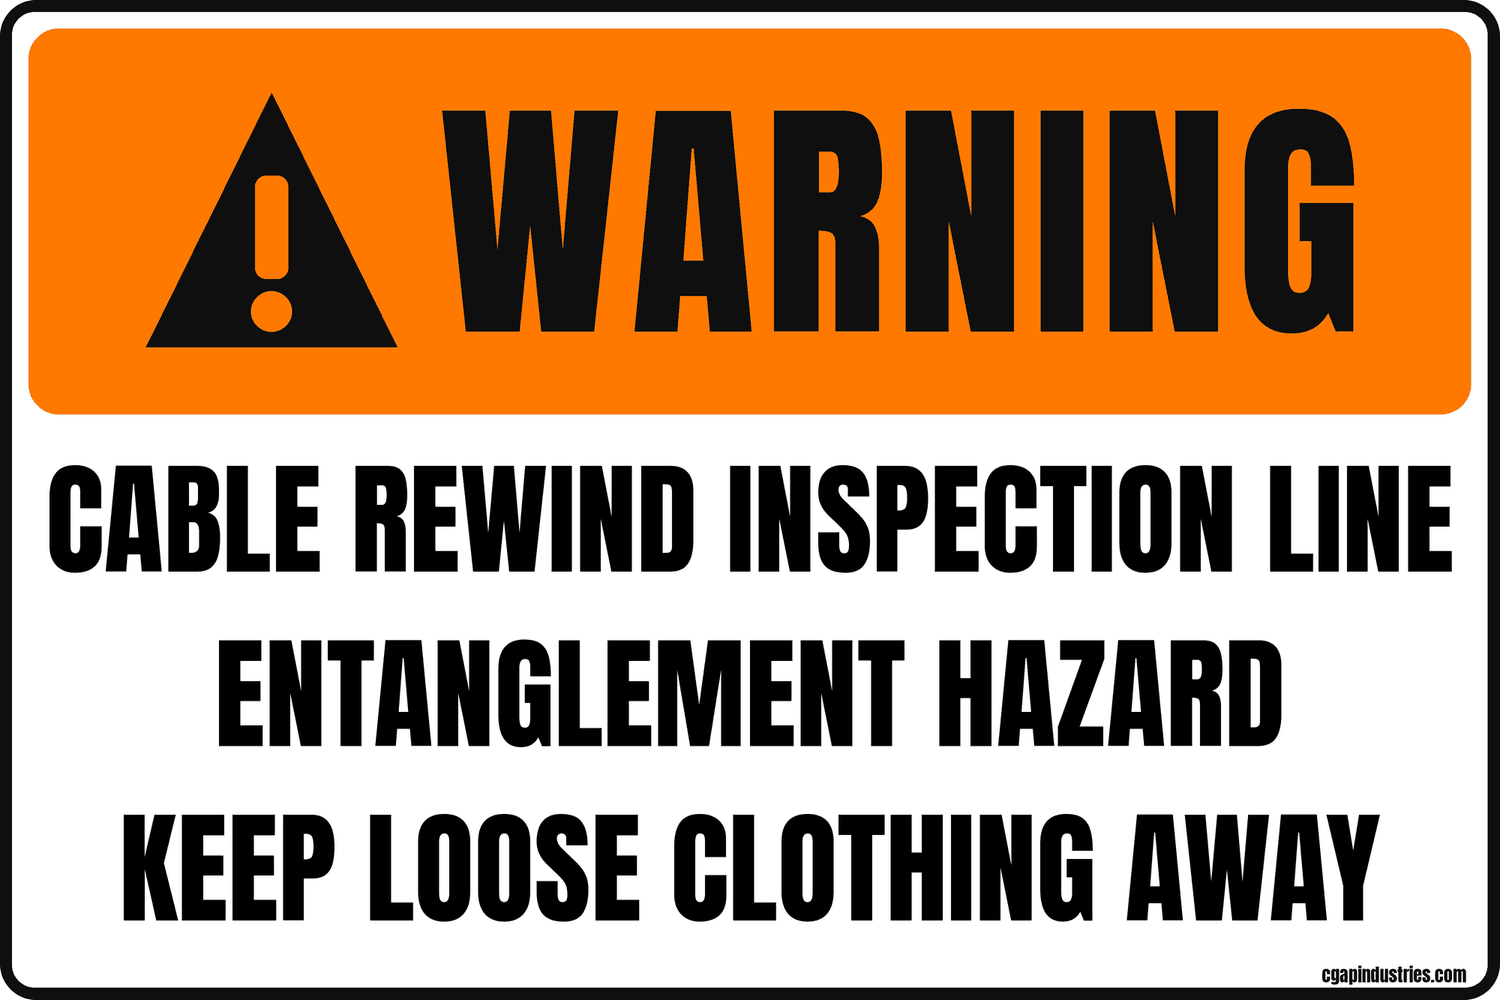 WARNING
CABLE REWIND INSPECTION LINE
ENTANGLEMENT HAZARD
KEEP LOOSE CLOTHING AWAY
cgapindustries.com